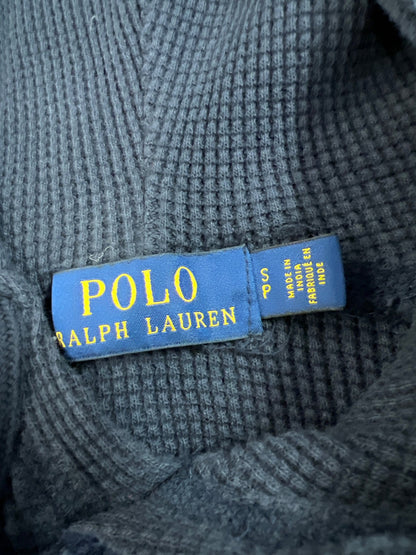 POLO
RALPH LAUREN
S
P
MADE IN
INDIA
FABRIQUÉ EN
INDE